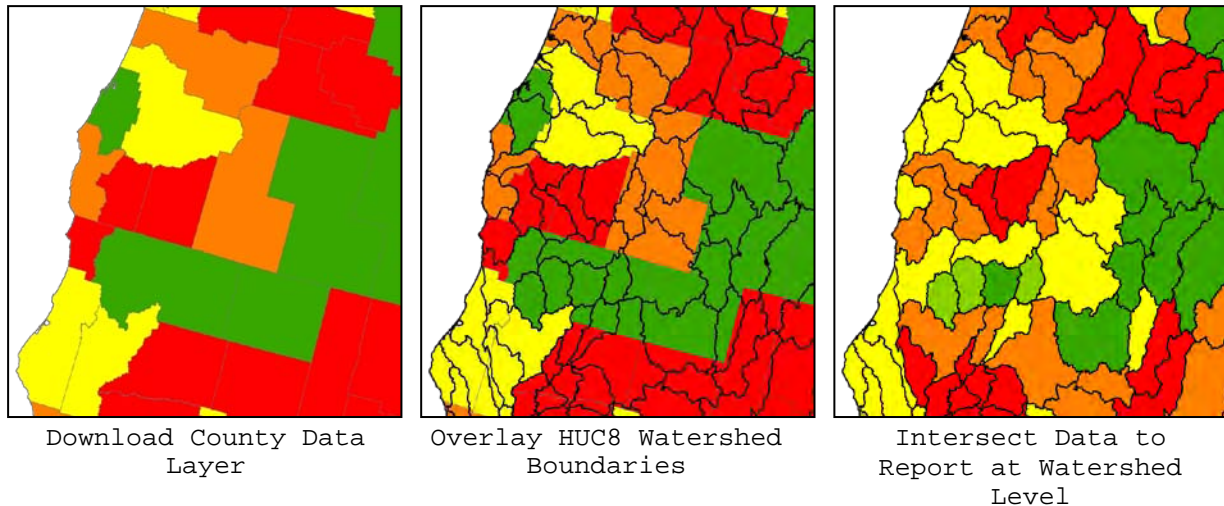 Download County Data
Layer
Overlay HUC8 Watershed
Boundaries
Intersect Data to
Report at Watershed
Level